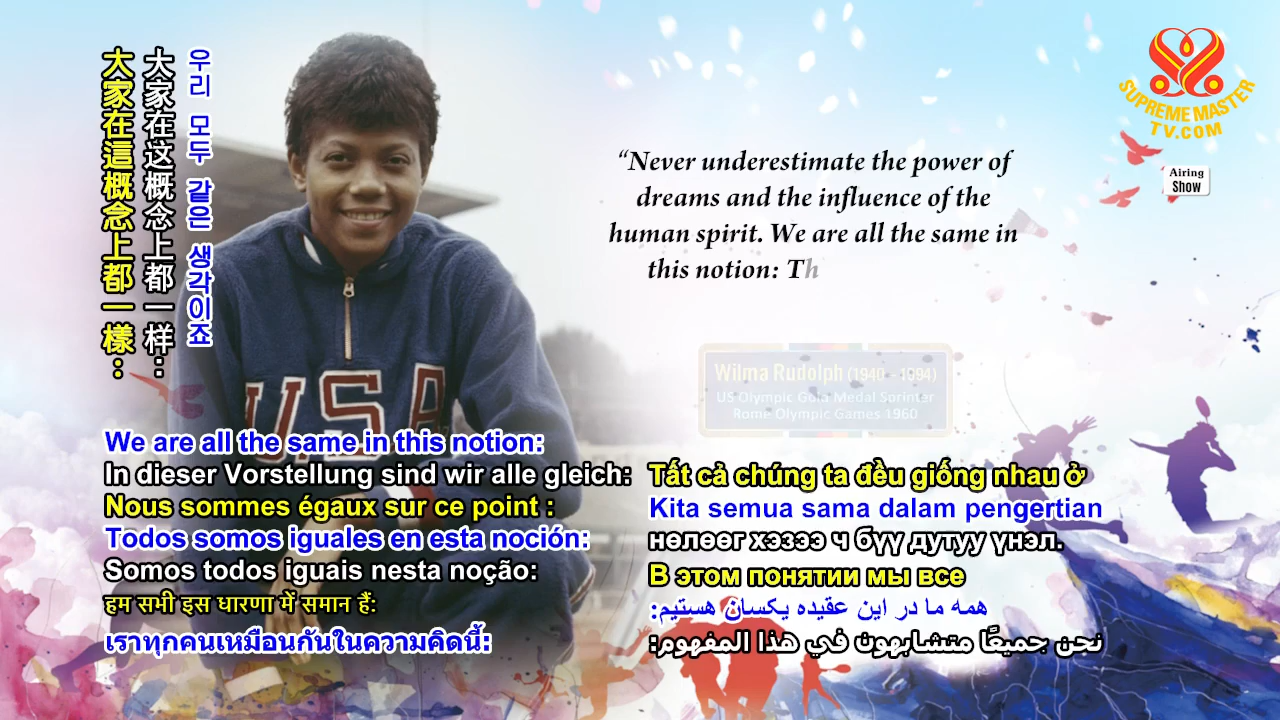 우리 모두 같은 생각이죠
大家在这概念上都一样：
大家在這概念上都一樣：
SUPREME MASTER
TV.COM
Airing
Show
“Never underestimate the power of
dreams and the influence of the
human spirit. We are all the same in
this notion: Th
Wilma Rudolph (1940 - 1994)
US Olympic Gold Medal Sprinter
Rome Olympic Games 1960
USA
We are all the same in this notion:
In dieser Vorstellung sind wir alle gleich:
Nous sommes égaux sur ce point :
Todos somos iguales en esta noción:
Somos todos iguais nesta noção:
हम सभी इस धारणा में समान हैं:
เราทุกคนเหมือนกันในความคิดนี้:
Tất cả chúng ta đều giống nhau ở
Kita semua sama dalam pengertian
нөлөөг хэзээ ч бүү дутуу үнэл.
В этом понятии мы все
همه ما در این عقیده یکسان هستیم:
نحن جميعًا متشابهون في هذا المفهوم: